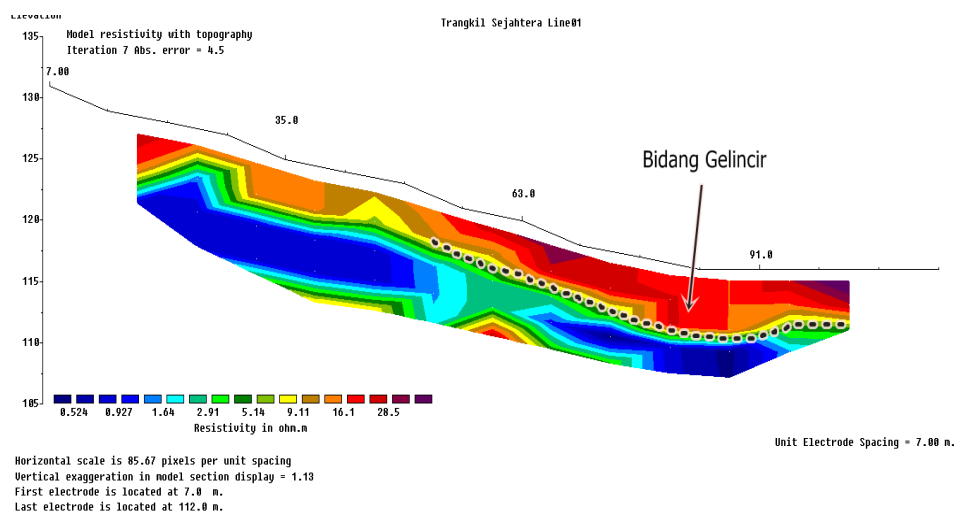 Elevation
Trangkil Sejahtera Line01
Model resistivity with topography
Iteration 7 Abs. error = 4.5
135
7.00
130
35.0
125
Bidang Gelincir
120
63.0
115
91.0
110
105
0.524 0.927 1.64 2.91 5.14 9.11 16.1 28.5
Resistivity in ohm.m
Unit Electrode Spacing = 7.00 m.
Horizontal scale is 85.67 pixels per unit spacing
Vertical exaggeration in model section display = 1.13
First electrode is located at 7.0 m.
Last electrode is located at 112.0 m.